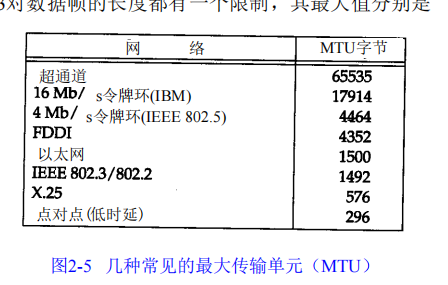 对数据帧的长度都有一个限制，其最大值分别是
网 络 MTU字节
超通道 65535
16 Mb/ s令牌环(IBM) 17914
4 Mb/ s令牌环(IEEE 802.5) 4464
FDDI 4352
以太网 1500
IEEE 802.3/802.2 1492
X.25 576
点对点(低时延) 296
图2-5 几种常见的最大传输单元（MTU）